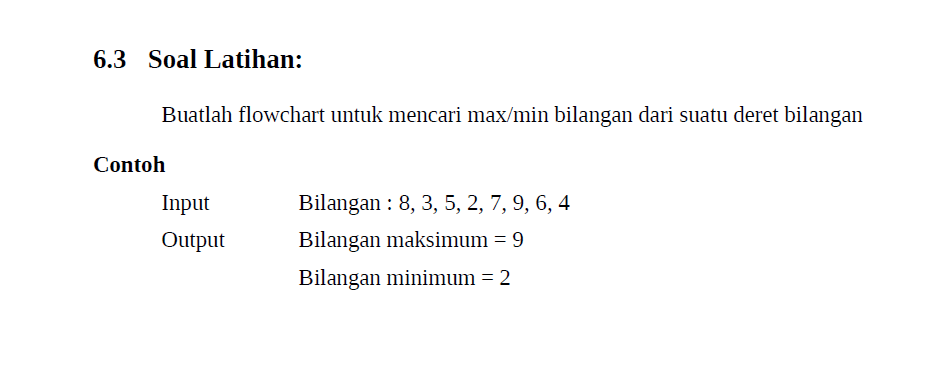 6.3 Soal Latihan:
Buatlah flowchart untuk mencari max/min bilangan dari suatu deret bilangan
Contoh
Input Bilangan : 8, 3, 5, 2, 7, 9, 6, 4
Output Bilangan maksimum = 9
Bilangan minimum = 2